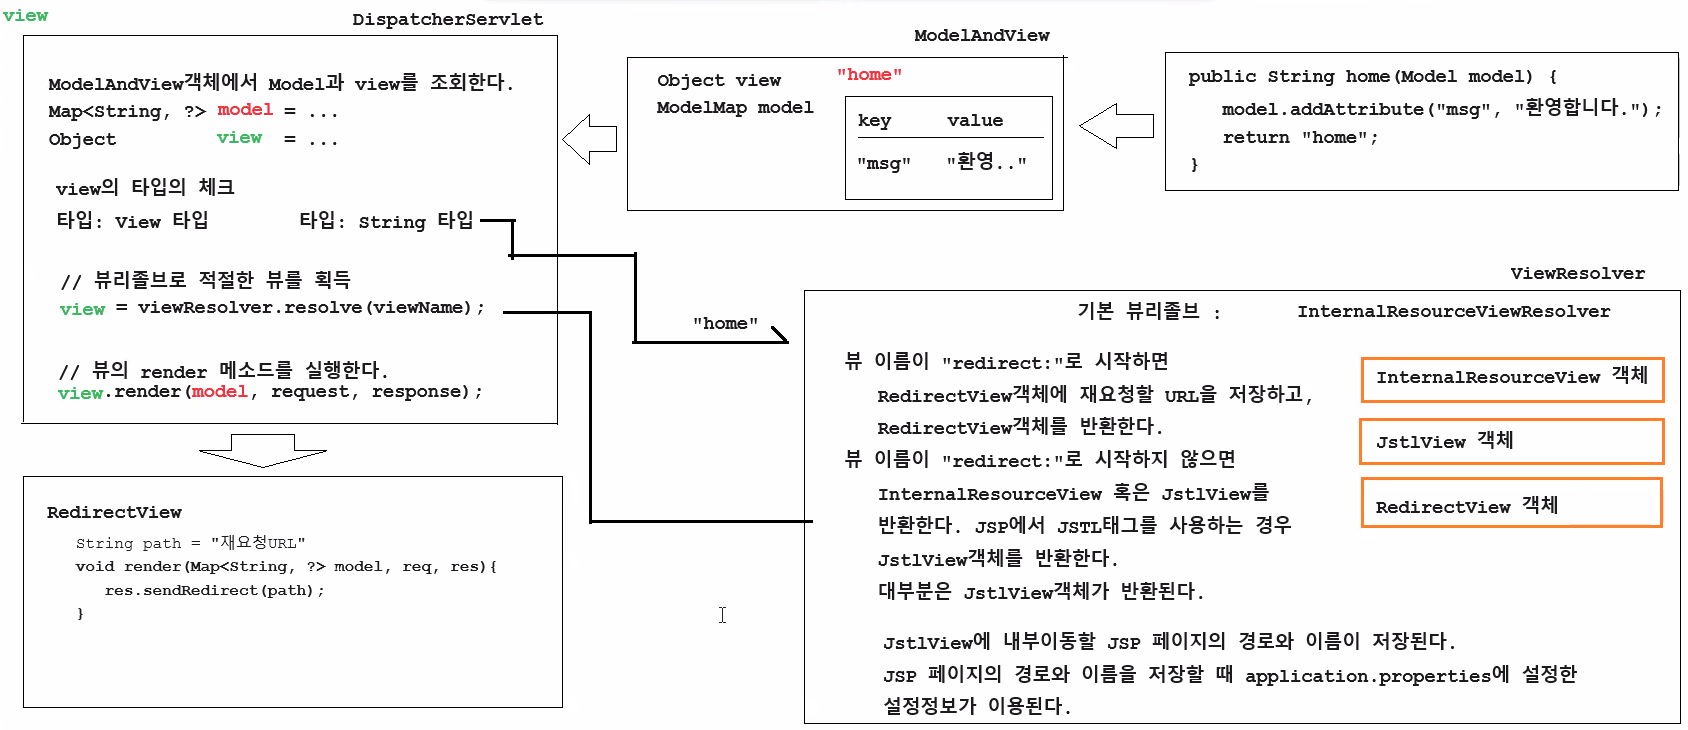 view
DispatcherServlet
ModelAndView객체에서 Model과 view를 조회한다.
Map<String, ?> model = ...
Object view = ...
view의 타입의 체크
타입: View 타입
타입: String 타입
// 뷰리졸브로 적절한 뷰를 획득
view = viewResolver.resolve(viewName);
// 뷰의 render 메소드를 실행한다.
view.render(model, request, response);
ModelAndView
Object view "home"
ModelMap model
key value
"msg" "환영.."
public String home(Model model) {
model.addAttribute("msg", "환영합니다.");
return "home";
}
"home"
RedirectView
String path = "재요청URL"
void render(Map<String, ?> model, req, res){
res.sendRedirect(path);
}
ViewResolver
기본 뷰리졸브 : InternalResourceViewResolver
뷰 이름이 "redirect:"로 시작하면
RedirectView객체에 재요청할 URL을 저장하고,
RedirectView객체를 반환한다.
뷰 이름이 "redirect:"로 시작하지 않으면
InternalResourceView 혹은 JstlView를
반환한다. JSP에서 JSTL태그를 사용하는 경우
JstlView객체를 반환한다.
대부분은 JstlView객체가 반환된다.
InternalResourceView 객체
JstlView 객체
RedirectView 객체
JstlView에 내부이동할 JSP 페이지의 경로와 이름이 저장된다.
JSP 페이지의 경로와 이름을 저장할 때 application.properties에 설정한
설정정보가 이용된다.